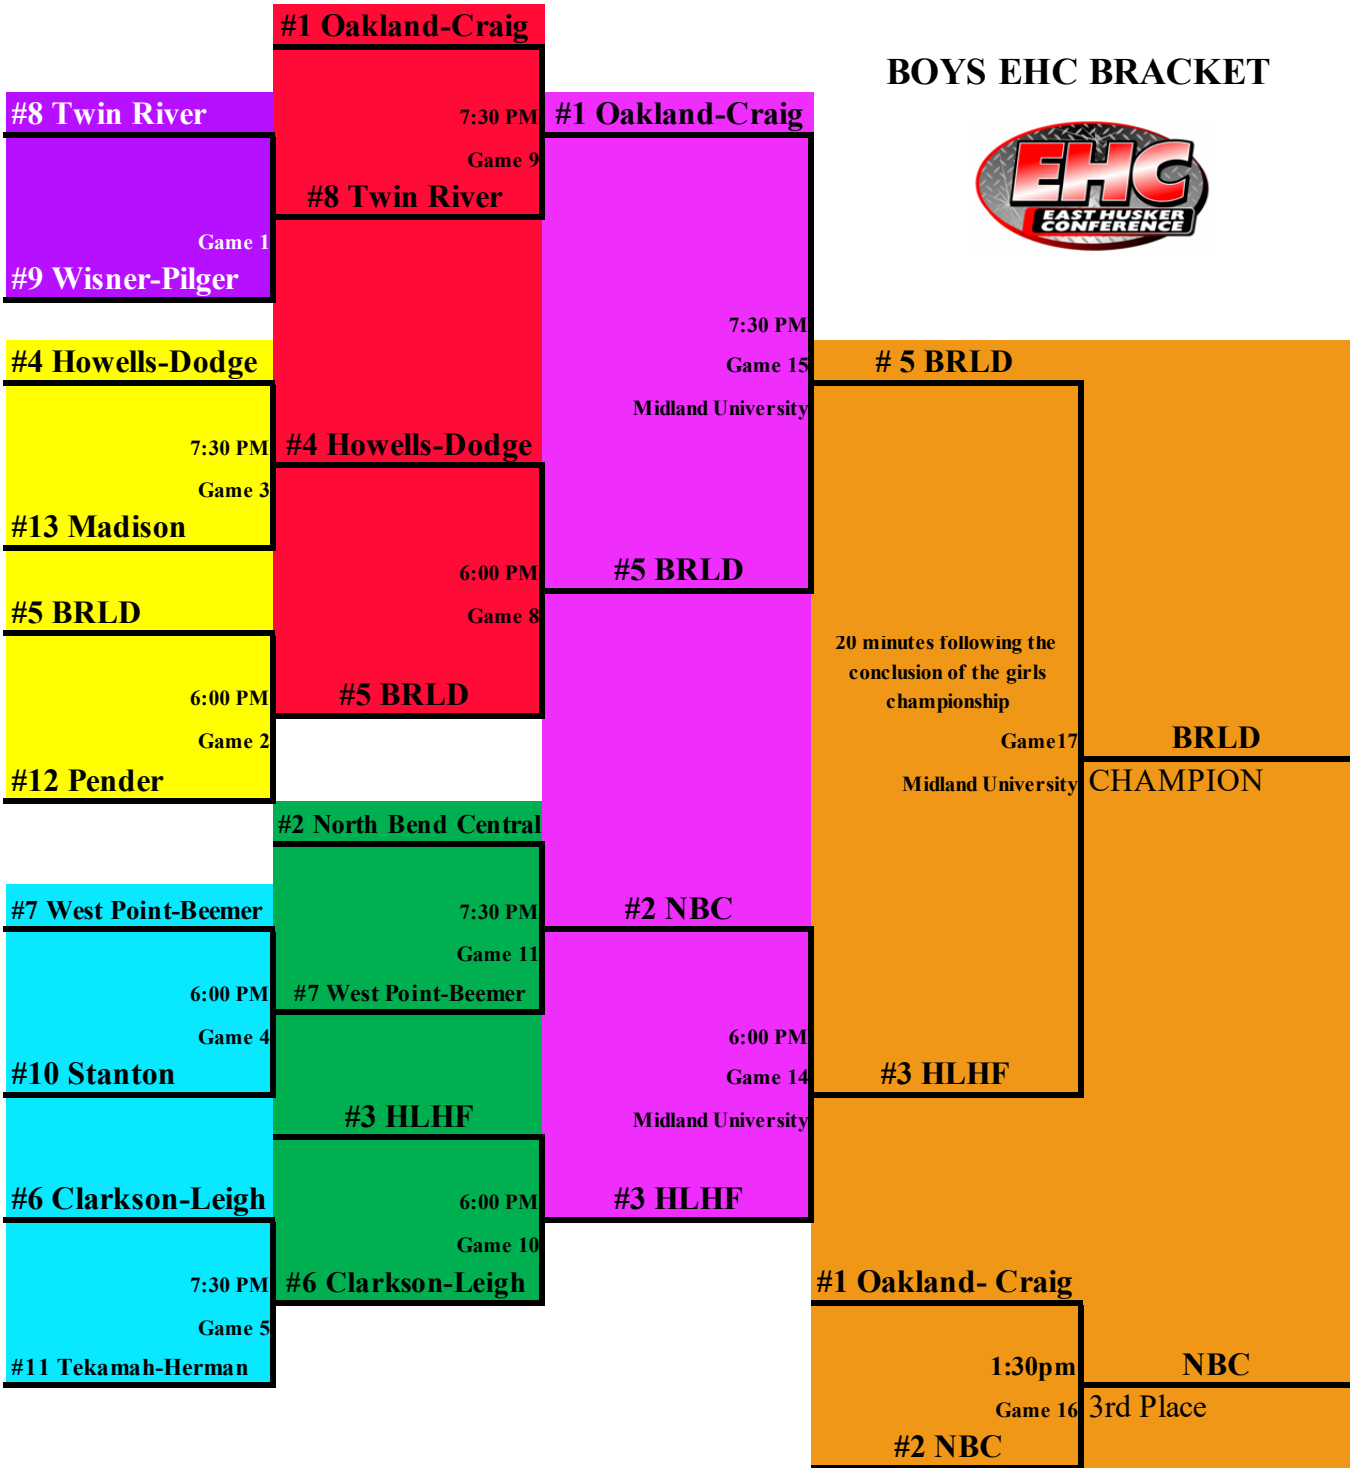 BOYS EHC BRACKET
EHC
EAST HUSKER
CONFERENCE
#8 Twin River
Game 1
#9 Wisner-Pilger
#4 Howells-Dodge
7:30 PM
Game 3
#13 Madison
#5 BRLD
6:00 PM
Game 2
#12 Pender
#7 West Point-Beemer
6:00 PM
Game 4
#10 Stanton
#6 Clarkson-Leigh
7:30 PM
Game 5
#11 Tekamah-Herman
#1 Oakland-Craig
7:30 PM
Game 9
#8 Twin River
#4 Howells-Dodge
6:00 PM
Game 8
#5 BRLD
#2 North Bend Central
7:30 PM
Game 11
#7 West Point-Beemer
#3 HLHF
6:00 PM
Game 10
#6 Clarkson-Leigh
#1 Oakland-Craig
7:30 PM
Game 15
Midland University
#5 BRLD
#2 NBC
6:00 PM
Game 14
Midland University
#3 HLHF
# 5 BRLD
20 minutes following the
conclusion of the girls
championship
Game17
Midland University
#3 HLHF
BRLD
CHAMPION
#1 Oakland- Craig
1:30pm
Game 16
#2 NBC
NBC
3rd Place